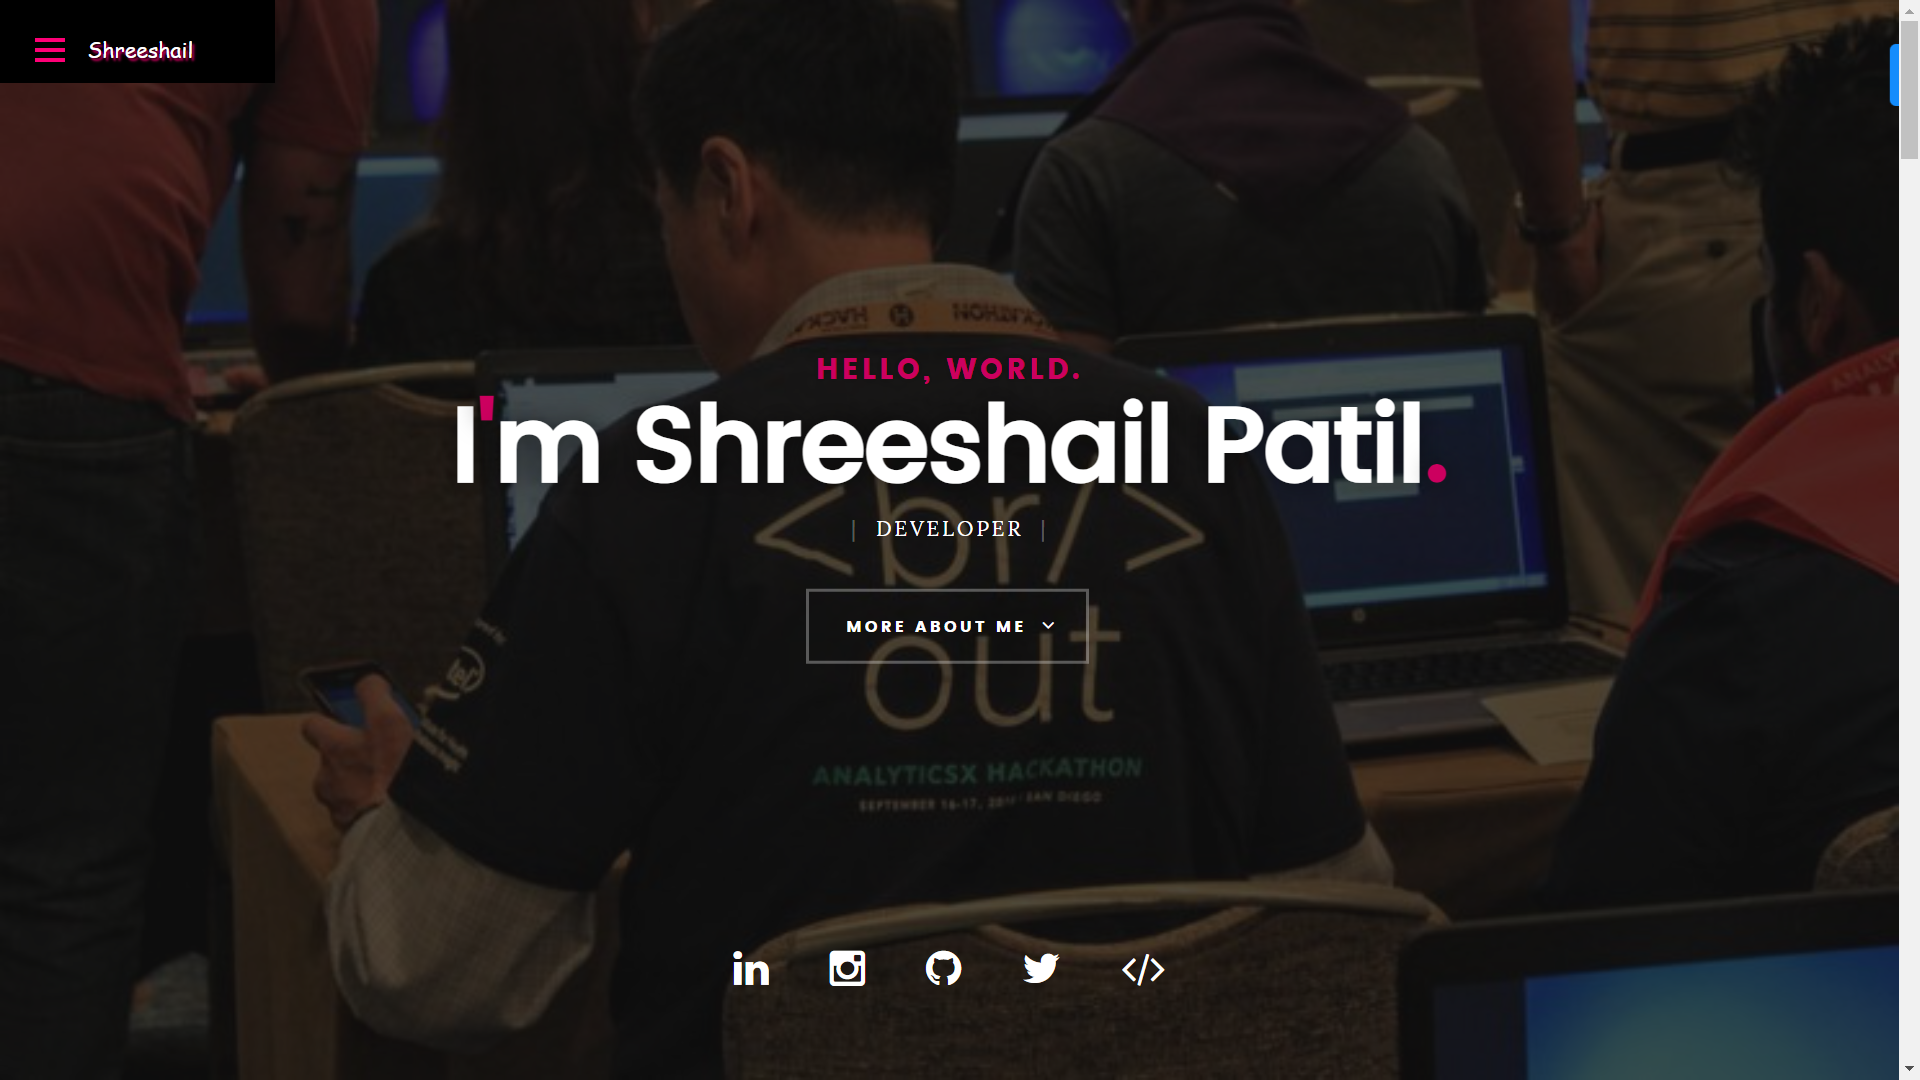 Shreeshail
HACKATHON
HELLO, WORLD.
I'm Shreeshail Patil.
<br/>
| DEVELOPER |
MORE ABOUT ME
out
ANALYTICSX HACKATHON
SEPTEMBER 16-17, 2017 · SAN DIEGO